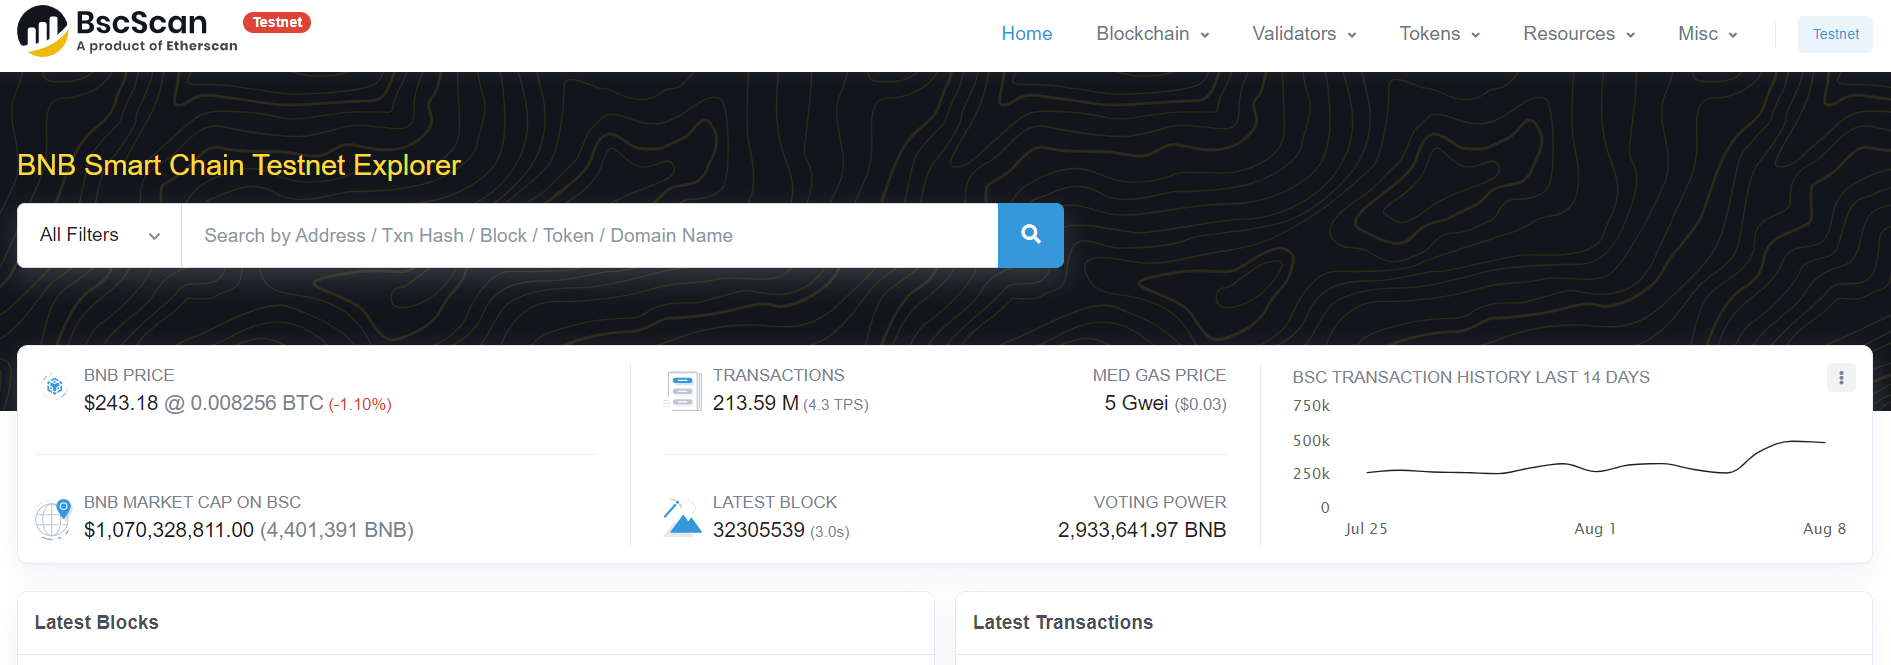 BscScan
A product of Etherscan
Testnet
Home
Blockchain
Validators
Tokens
Resources
Misc
Testnet
BNB Smart Chain Testnet Explorer
All Filters
Search by Address / Txn Hash / Block / Token / Domain Name
BNB PRICE
$243.18 @ 0.008256 BTC (-1.10%)
BNB MARKET CAP ON BSC
$1,070,328,811.00 (4,401,391 BNB)
TRANSACTIONS
213.59 M (4.3 TPS)
MED GAS PRICE
5 Gwei ($0.03)
LATEST BLOCK
32305539 (3.0s)
VOTING POWER
2,933,641.97 BNB
BSC TRANSACTION HISTORY LAST 14 DAYS
750k
500k
250k
0
Jul 25
Aug 1
Aug 8
Latest Blocks
Latest Transactions